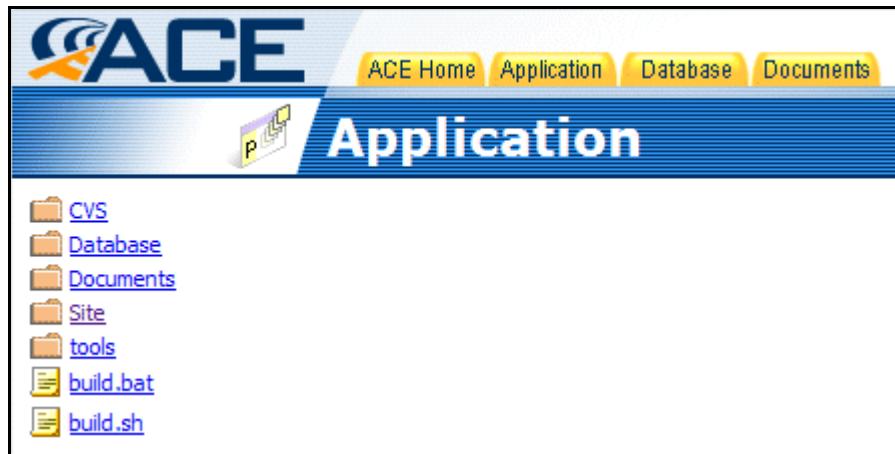 ACE
ACE Home Application Database Documents
P
Application
CVS
Database
Documents
Site
tools
build.bat
build.sh